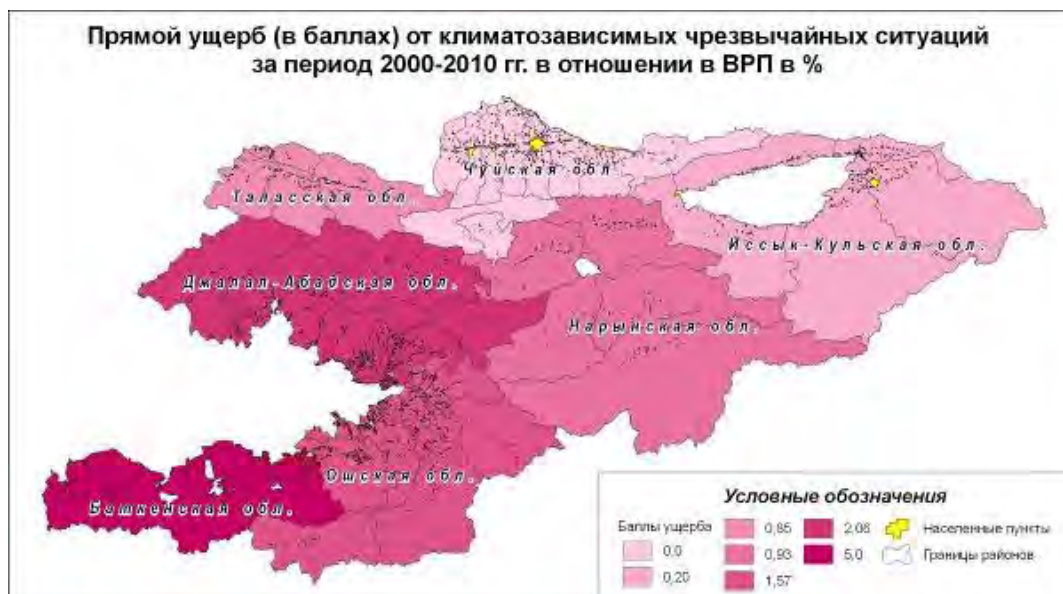 Прямой ущерб (в баллах) от климатозависимых чрезвычайных ситуаций
за период 2000-2010 гг. в отношении в ВРП в %
Чуйская обл.
Таласская обл.
Иссык-Кульская обл.
Джалал-Абадская обл.
Нарынская обл.
Ошская обл.
Баткенская обл.
Условные обозначения
Баллы ущерба
0,0
0,20
0,85
0,93
1,57
2,06
5,0
Населенные пункты
Границы районов